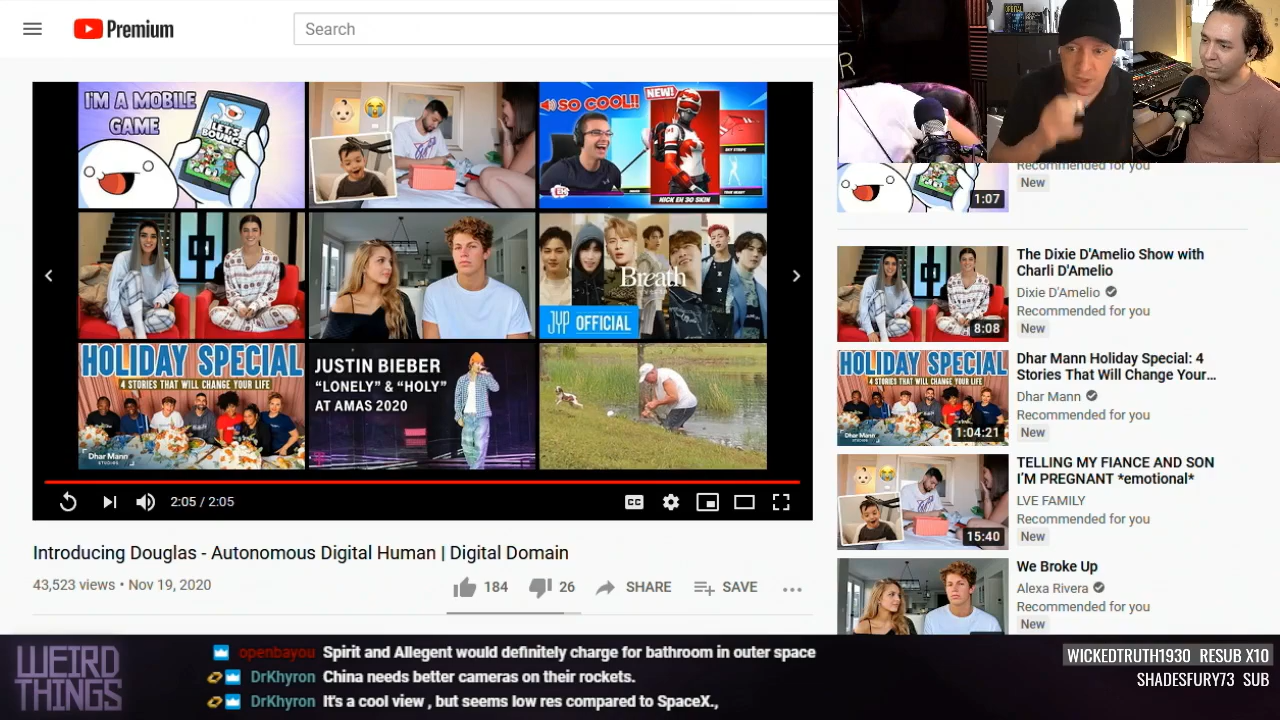 Premium
Search
I'M A MOBILE
GAME
LET'S
BOUNCE
SO COOL!!
NEW!
NICK EH 30 SKIN
Breath
JYP OFFICIAL
HOLIDAY SPECIAL
4 STORIES THAT WILL CHANGE YOUR LIFE
Dhar Mann
STUDIOS
JUSTIN BIEBER
"LONELY" & "HOLY"
AT AMAS 2020
2:05 / 2:05
CC
Introducing Douglas - Autonomous Digital Human | Digital Domain
43,523 views • Nov 19, 2020
184
26
SHARE
SAVE
Recommended for you
New
1:07
The Dixie D'Amelio Show with
Charli D'Amelio
Dixie D'Amelio
Recommended for you
New
8:08
HOLIDAY SPECIAL
4 STORIES THAT WILL CHANGE YOUR LIFE
Dhar Mann
1:04:21
Dhar Mann Holiday Special: 4
Stories That Will Change Your...
Dhar Mann
Recommended for you
New
15:40
TELLING MY FIANCE AND SON
I'M PREGNANT *emotional*
LVE FAMILY
Recommended for you
New
We Broke Up
Alexa Rivera
Recommended for you
New
WEIRD
THINGS
openbayou Spirit and Allegent would definitely charge for bathroom in outer space
DrKhyron China needs better cameras on their rockets.
DrKhyron It's a cool view , but seems low res compared to SpaceX.,
WICKEDTRUTH1930 RESUB X10
SHADESFURY73 SUB